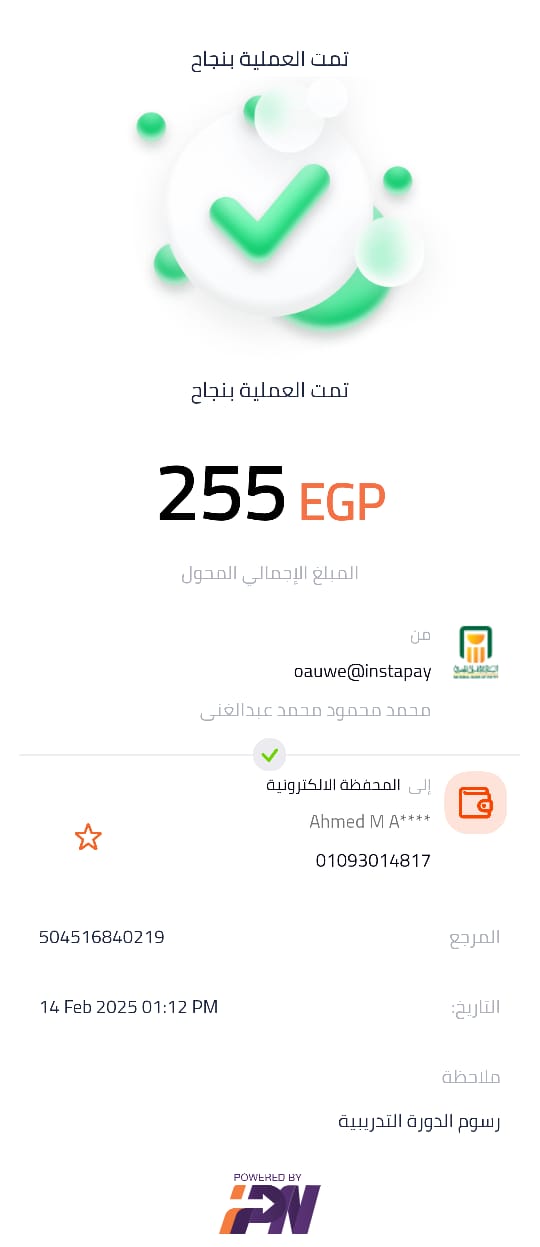 تمت العملية بنجاح
تمت العملية بنجاح
255 EGP
المبلغ الإجمالي المحول
من
oauwe@instapay
محمد محمود محمد عبدالغنى
إلى المحفظة الالكترونية
Ahmed M A****
01093014817
المرجع 504516840219
التاريخ: 14 Feb 2025 01:12 PM
ملاحظة
رسوم الدورة التدريبية
POWERED BY
IPN